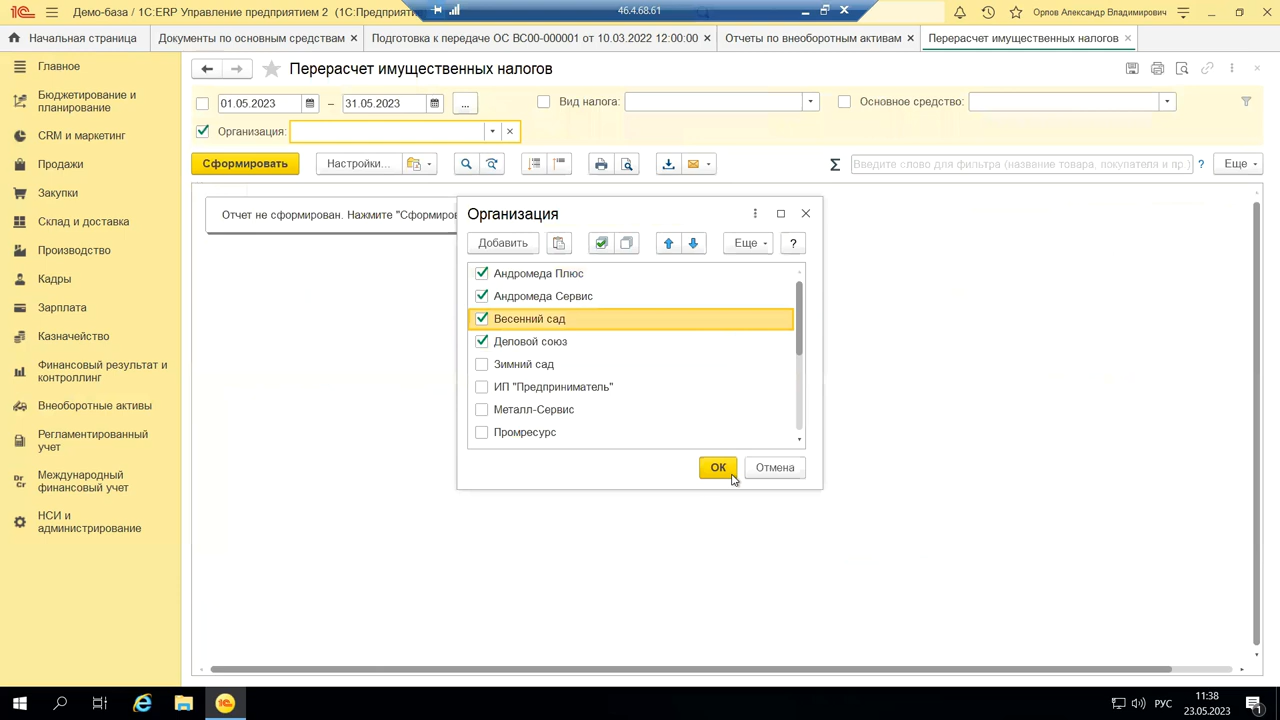 Демо-база / 1С:ERP Управление предприятием 2 (1С:Предприят
46.4.68.61
Орлов Александр Владимирович
Начальная страница
Документы по основным средствам
Подготовка к передаче ОС ВС00-000001 от 10.03.2022 12:00:00
Отчеты по внеоборотным активам
Перерасчет имущественных налогов
Главное
Бюджетирование и
планирование
CRM и маркетинг
Продажи
Закупки
Склад и доставка
Производство
Кадры
Зарплата
Казначейство
Финансовый результат и
контроллинг
Внеоборотные активы
Регламентированный
учет
Dr
Cr
Международный
финансовый учет
НСИ и
администрирование
Перерасчет имущественных налогов
01.05.2023 – 31.05.2023 ... Вид налога: Основное средство:
Организация:
Сформировать Настройки... Σ Введите слово для фильтра (название товара, покупателя и пр.) ? Еще
Отчет не сформирован. Нажмите "Сформиров
Организация
Добавить Еще ?
Андромеда Плюс
Андромеда Сервис
Весенний сад
Деловой союз
Зимний сад
ИП "Предприниматель"
Металл-Сервис
Промресурс
ОК Отмена
РУС
11:38
23.05.2023
1